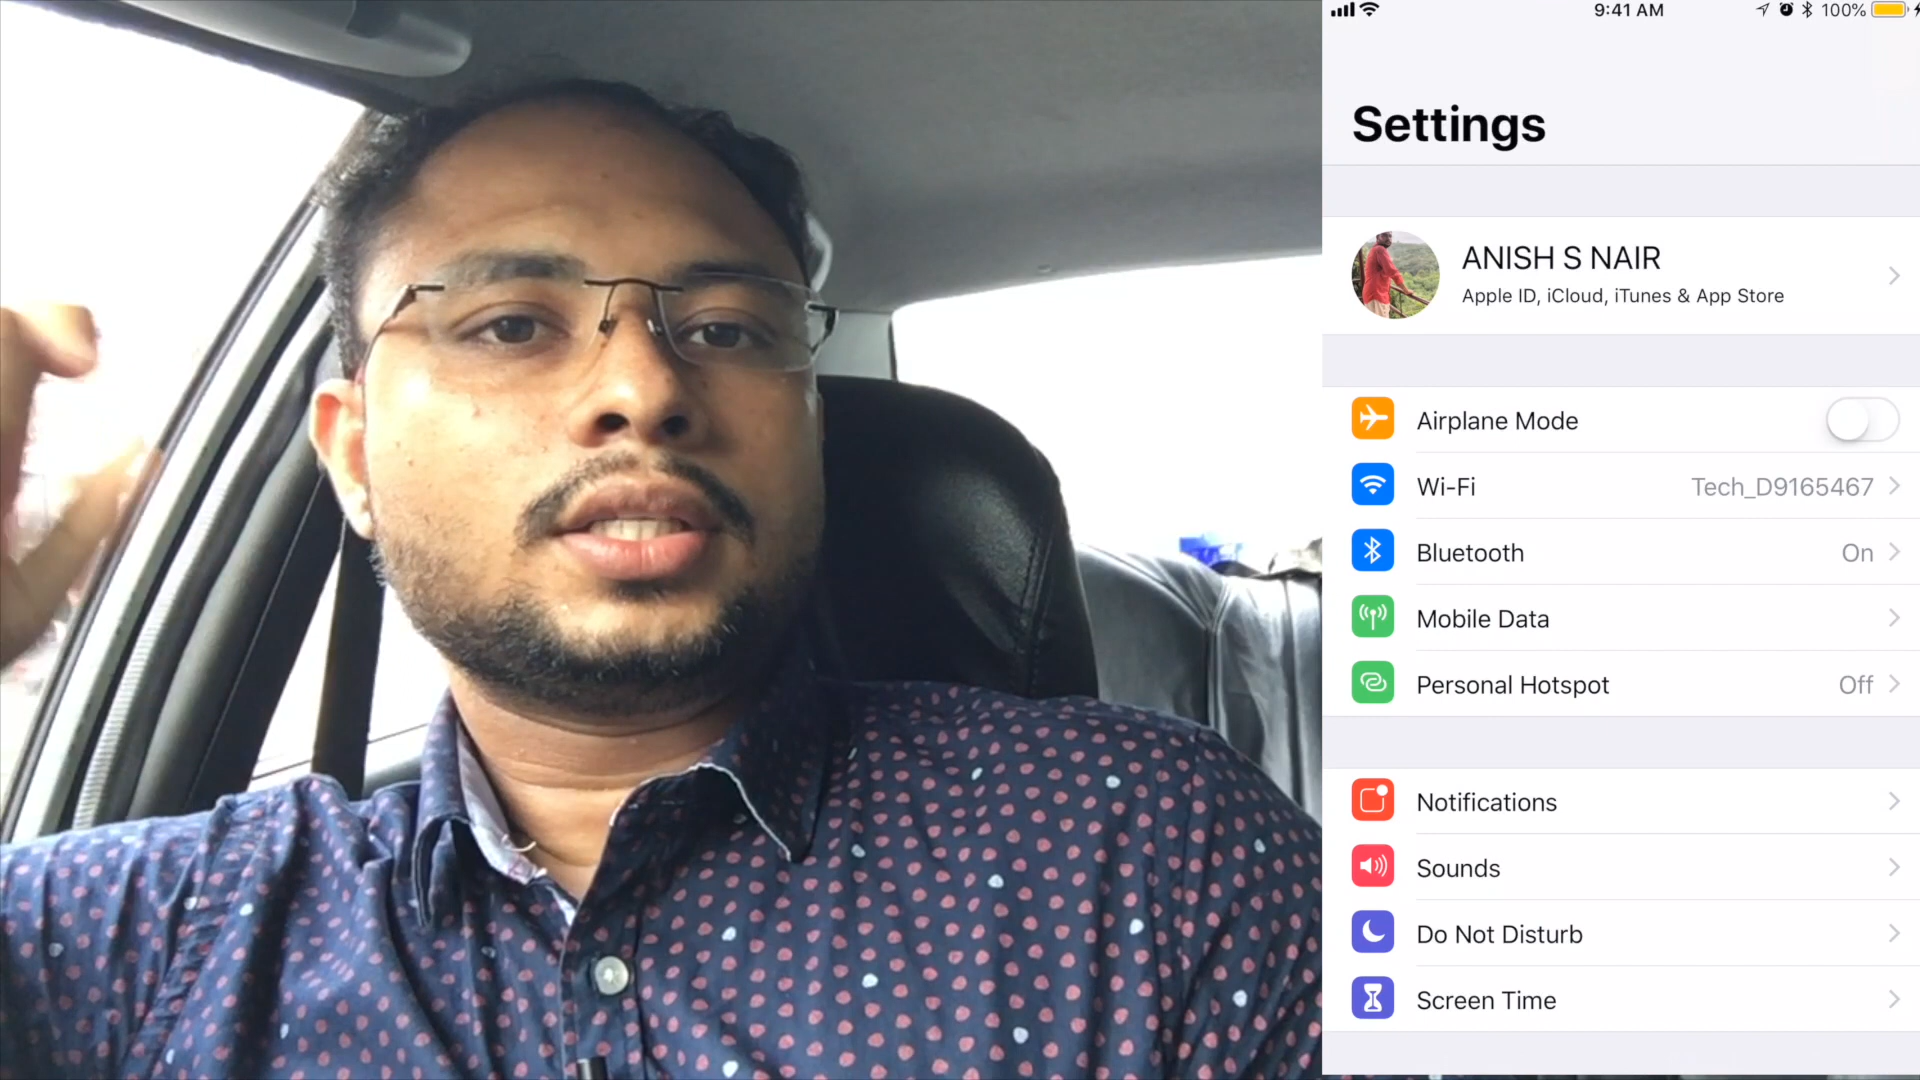 9:41 AM
100%
Settings
ANISH S NAIR
Apple ID, iCloud, iTunes & App Store
Airplane Mode
Wi-Fi Tech_D9165467
Bluetooth On
Mobile Data
Personal Hotspot Off
Notifications
Sounds
Do Not Disturb
Screen Time